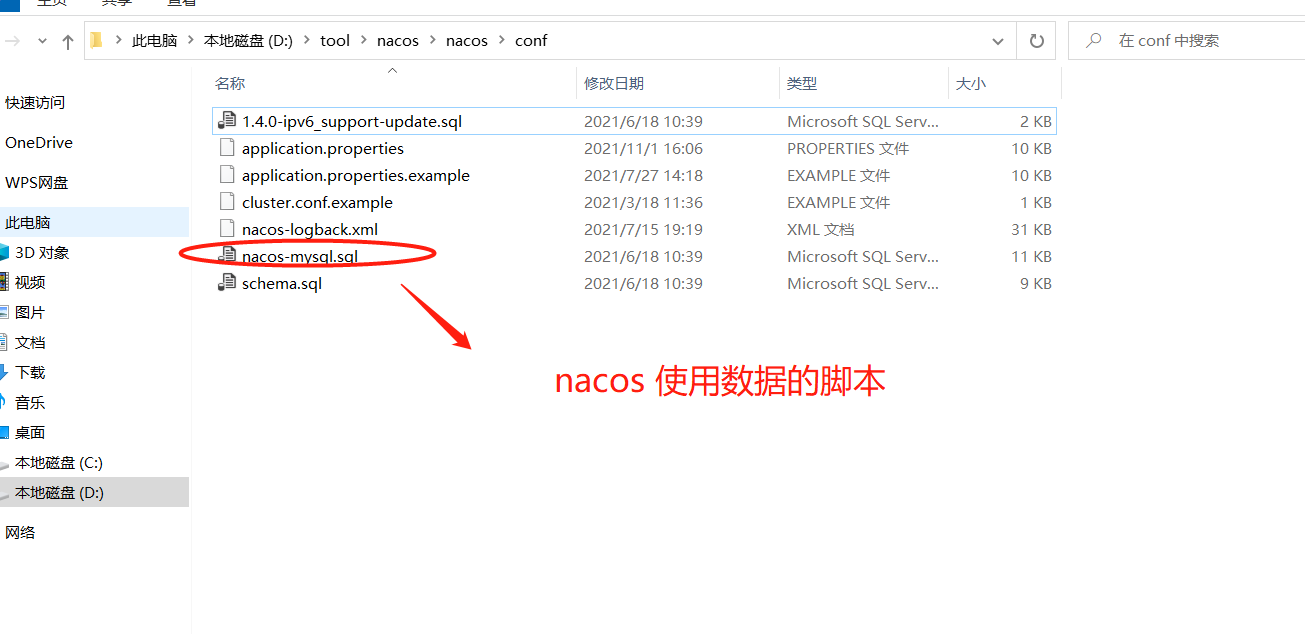 主页 共享 查看
此电脑 本地磁盘 (D:) tool nacos nacos conf
在 conf 中搜索
名称 修改日期 类型 大小
快速访问
OneDrive
WPS网盘
此电脑
3D 对象
视频
图片
文档
下载
音乐
桌面
本地磁盘 (C:)
本地磁盘 (D:)
网络
1.4.0-ipv6_support-update.sql 2021/6/18 10:39 Microsoft SQL Serv... 2 KB
application.properties 2021/11/1 16:06 PROPERTIES 文件 10 KB
application.properties.example 2021/7/27 14:18 EXAMPLE 文件 10 KB
cluster.conf.example 2021/3/18 11:36 EXAMPLE 文件 1 KB
nacos-logback.xml 2021/7/15 19:19 XML 文档 31 KB
nacos-mysql.sql 2021/6/18 10:39 Microsoft SQL Serv... 11 KB
schema.sql 2021/6/18 10:39 Microsoft SQL Serv... 9 KB
nacos 使用数据的脚本